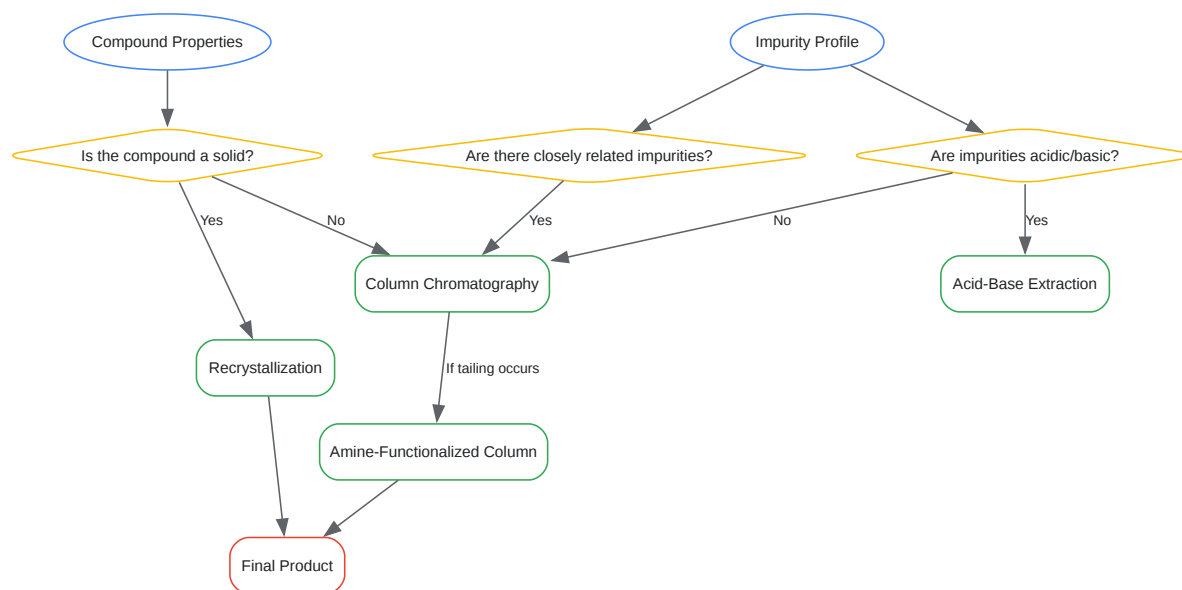 Compound Properties
Impurity Profile
Is the compound a solid?
Are there closely related impurities?
Are impurities acidic/basic?
Yes
No
Yes
No
Yes
Column Chromatography
Acid-Base Extraction
Recrystallization
If tailing occurs
Amine-Functionalized Column
Final Product